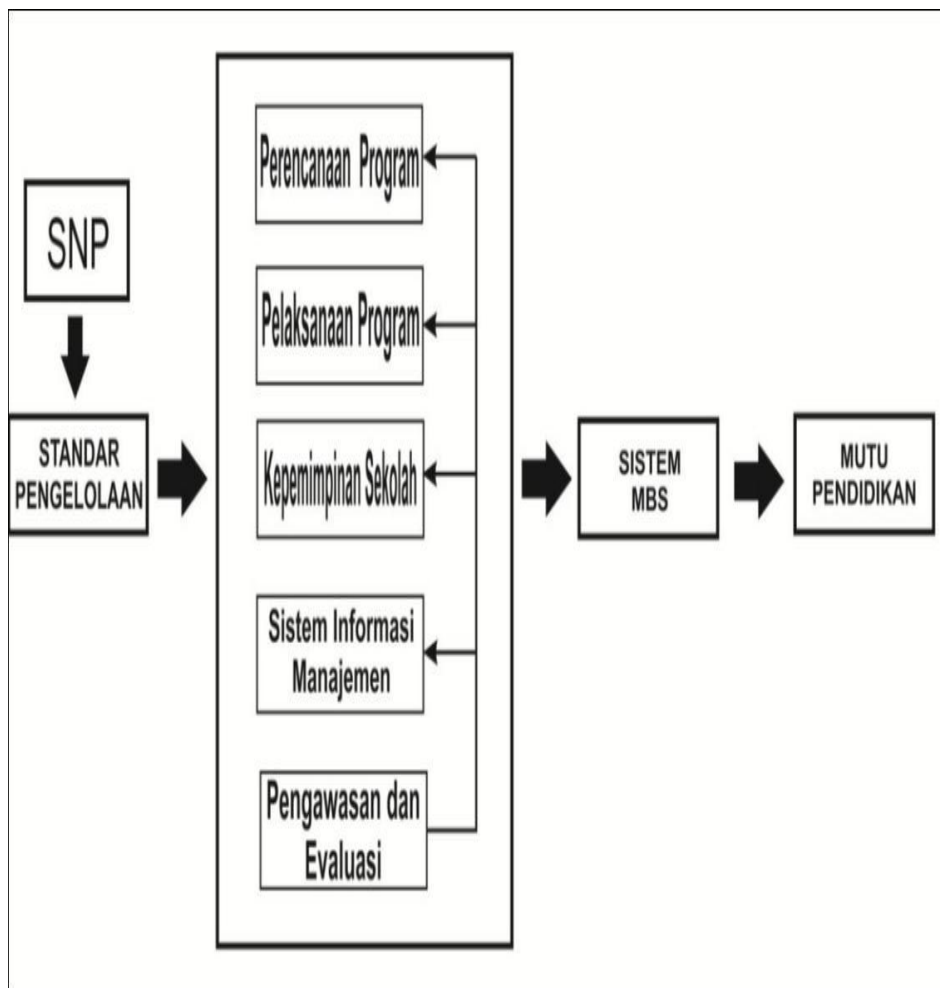 SNP
STANDAR
PENGELOLAAN
Perencanaan Program
Pelaksanaan Program
Kepemimpinan Sekolah
Sistem Informasi
Manajemen
Pengawasan dan
Evaluasi
SISTEM
MBS
MUTU
PENDIDIKAN